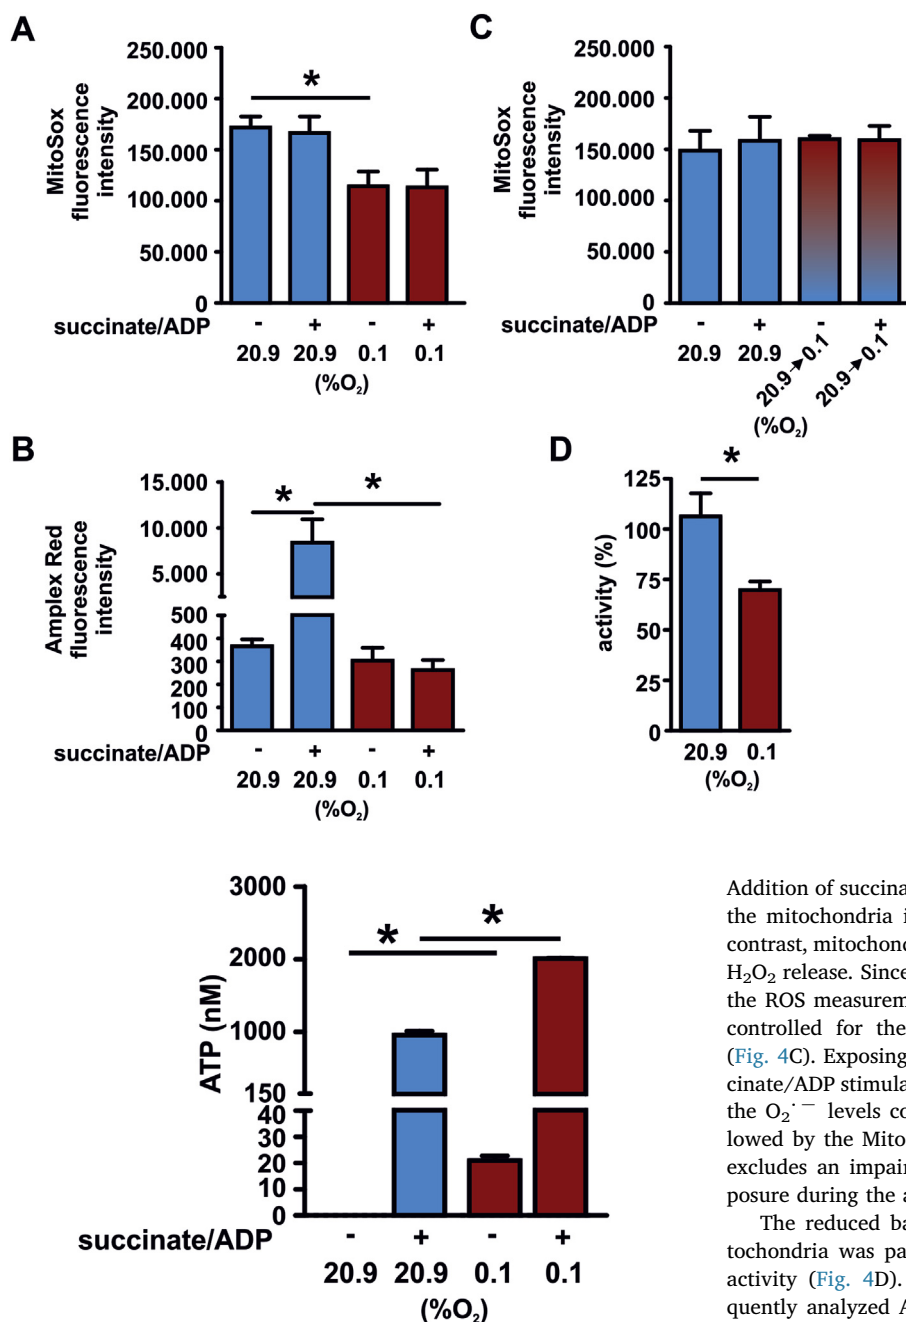 A
MitoSox
fluorescence
intensity
250.000
200.000
150.000
100.000
50.000
0
*
succinate/ADP - + - +
20.9 20.9 0.1 0.1
(%O₂)
C
MitoSox
fluorescence
intensity
250.000
200.000
150.000
100.000
50.000
0
succinate/ADP - + - +
20.9 20.9 20.9→0.1 20.9→0.1
(%O₂)
B
Amplex Red
fluorescence
intensity
15.000
10.000
5.000
500
400
300
200
100
0
* *
succinate/ADP - + - +
20.9 20.9 0.1 0.1
(%O₂)
D
activity (%)
125
100
75
50
25
0
*
20.9 0.1
(%O₂)
ATP (nM)
3000
2000
1000
150
40
30
20
10
0
* *
succinate/ADP - + - +
20.9 20.9 0.1 0.1
(%O₂)
Addition of succina
the mitochondria i
contrast, mitochond
H₂O₂ release. Since
the ROS measurem
controlled for the
(Fig. 4C). Exposing
cinate/ADP stimula
the O₂·− levels co
lowed by the Mito
excludes an impair
posure during the a
The reduced ba
tochondria was pa
activity (Fig. 4D).
quently analyzed A